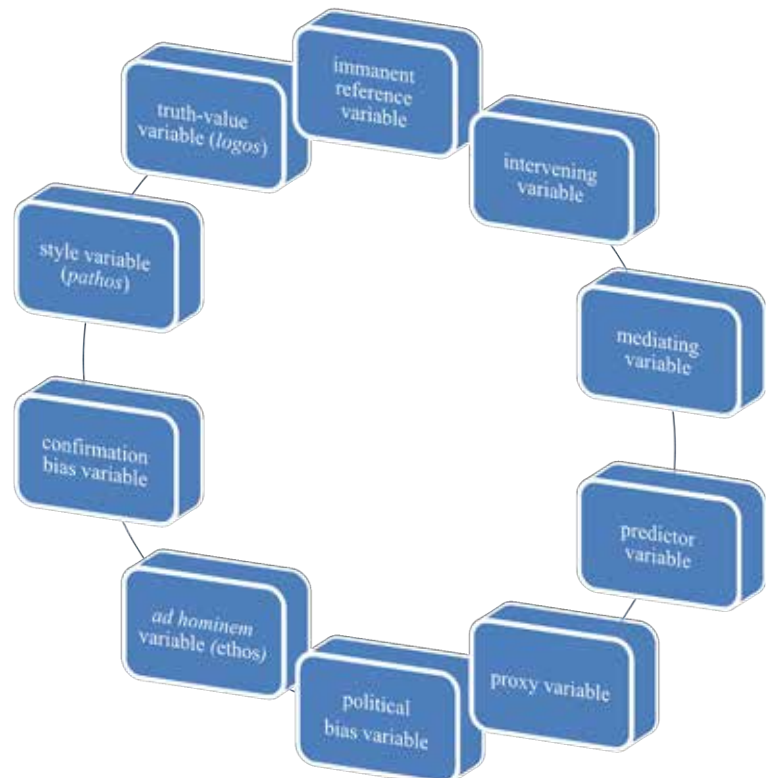 immanent
reference
variable
intervening
variable
mediating
variable
predictor
variable
proxy variable
political
bias variable
ad hominem
variable (ethos)
confirmation
bias variable
style variable
(pathos)
truth-value
variable (logos)